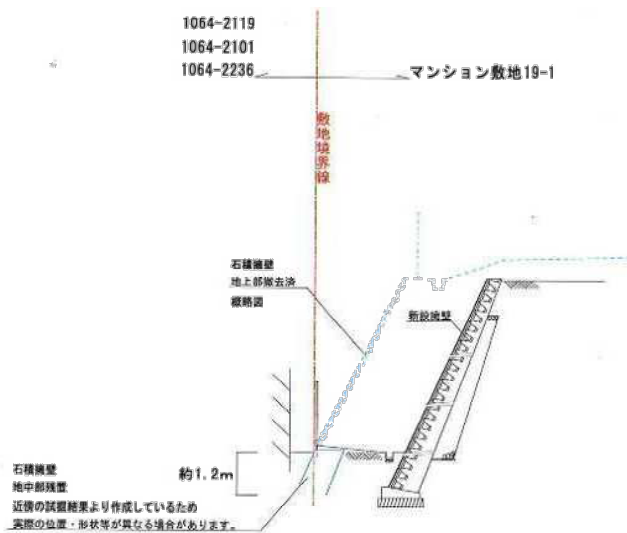 1064-2119
1064-2101
1064-2236
マンション敷地19-1
敷地境界線
石積擁壁
地上部撤去済
概略図
新設擁壁
石積擁壁
地中部残置
約1.2m
近傍の試掘結果より作成しているため
実際の位置・形状等が異なる場合があります。